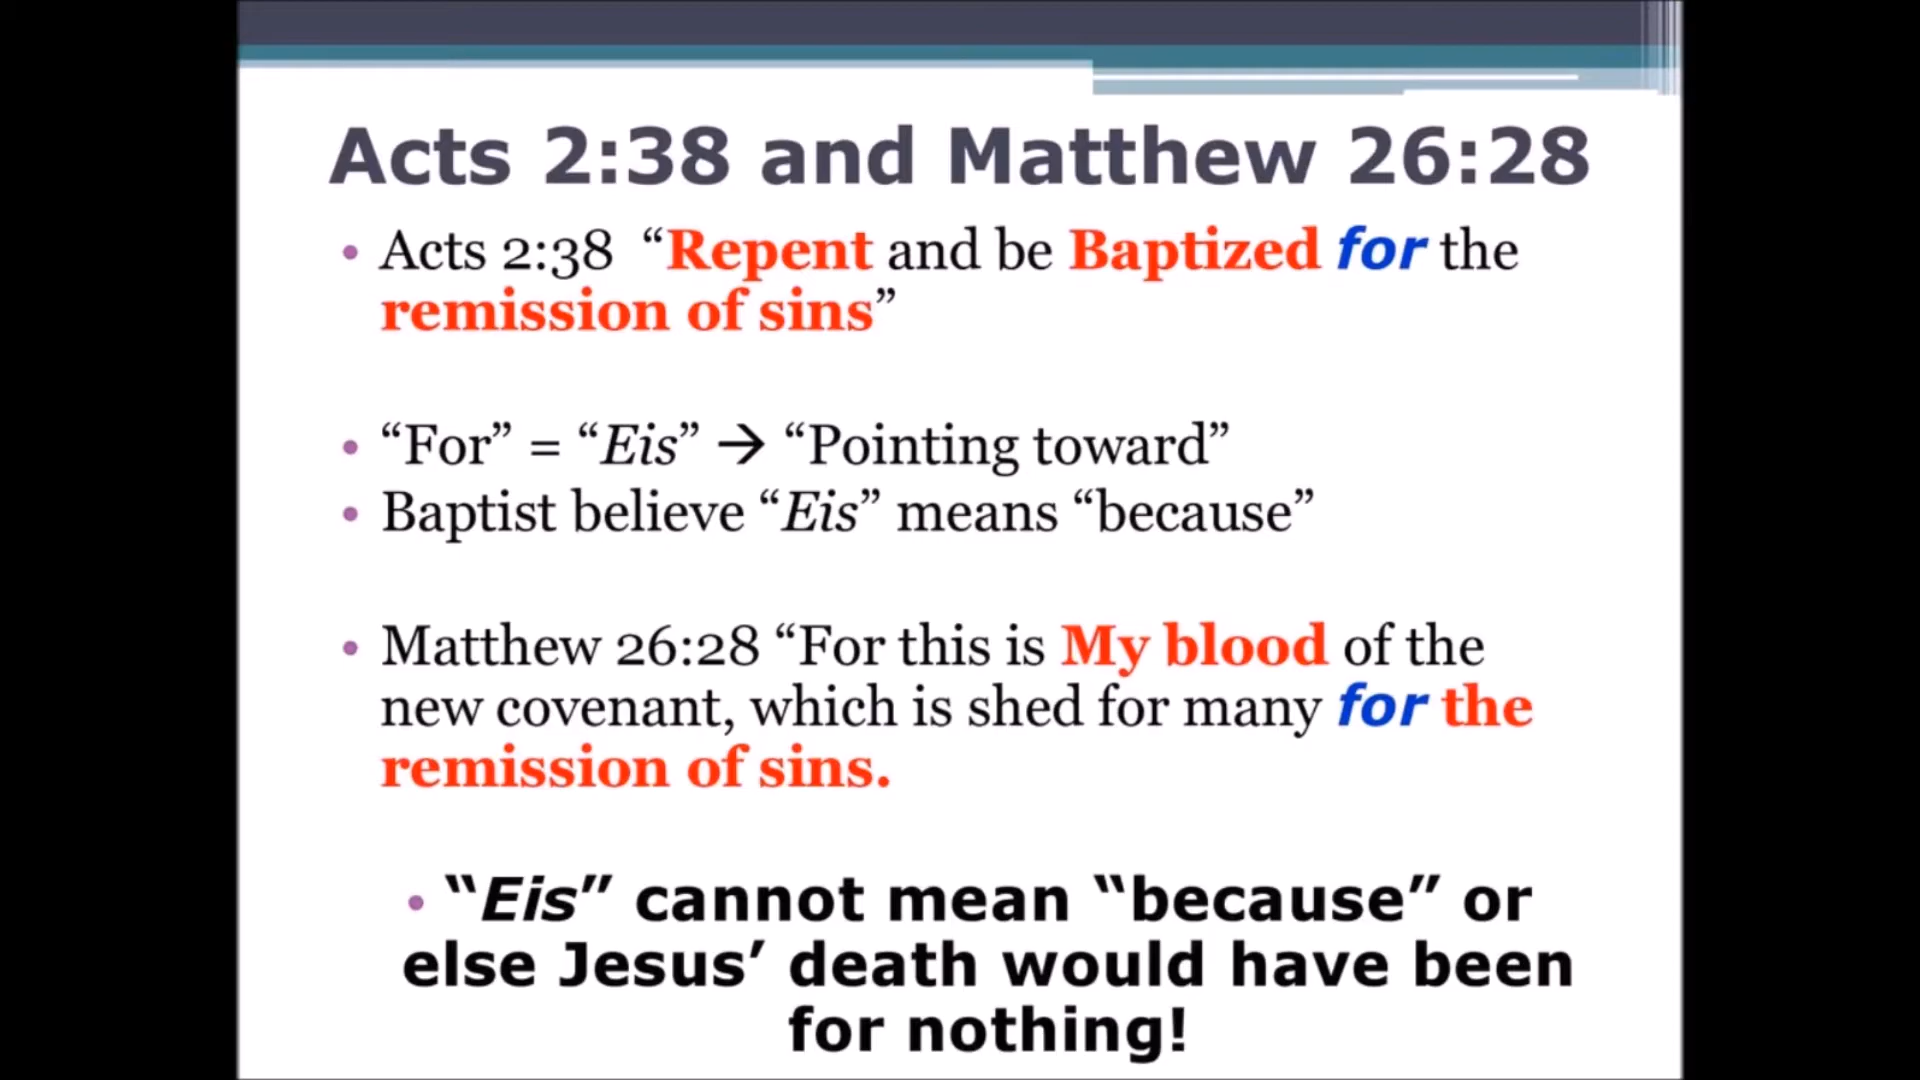 Acts 2:38 and Matthew 26:28
• Acts 2:38 “Repent and be Baptized for the
remission of sins”
• “For” = “Eis” → “Pointing toward”
• Baptist believe “Eis” means “because”
• Matthew 26:28 “For this is My blood of the
new covenant, which is shed for many for the
remission of sins.
• “Eis” cannot mean “because” or
else Jesus’ death would have been
for nothing!